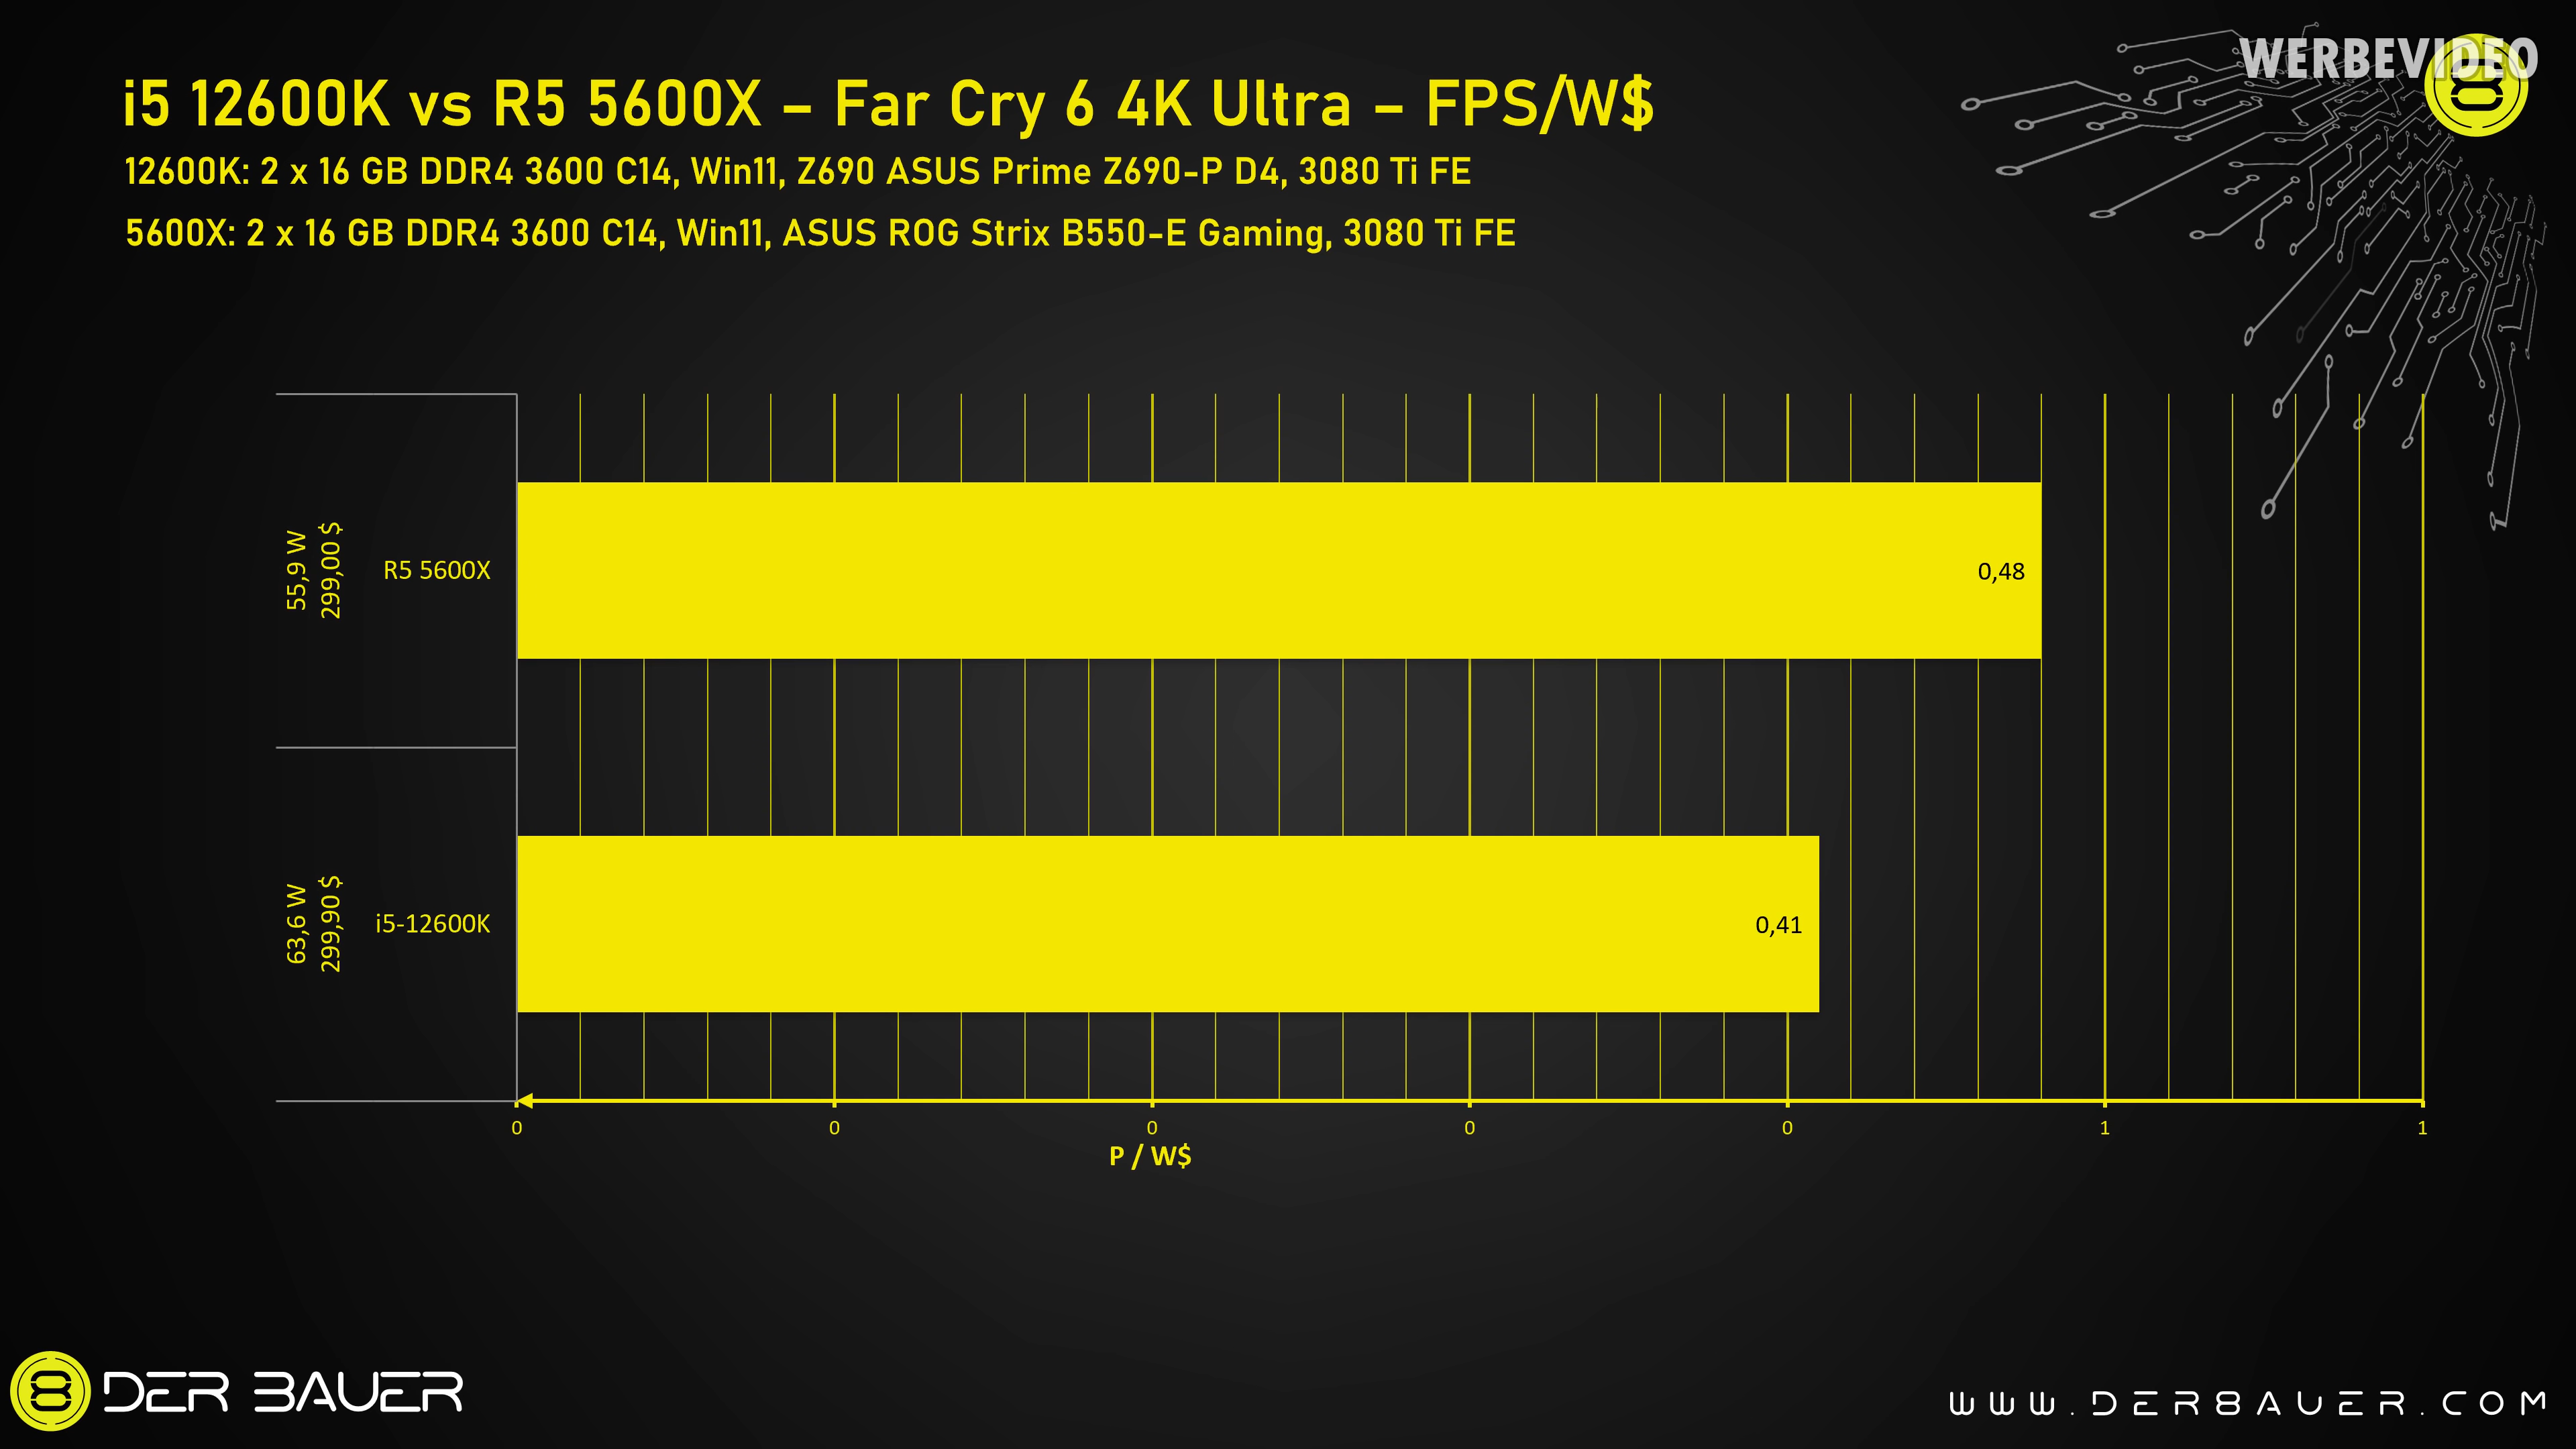 WERBEVIDEO
i5 12600K vs R5 5600X – Far Cry 6 4K Ultra – FPS/W$
12600K: 2 x 16 GB DDR4 3600 C14, Win11, Z690 ASUS Prime Z690-P D4, 3080 Ti FE
5600X: 2 x 16 GB DDR4 3600 C14, Win11, ASUS ROG Strix B550-E Gaming, 3080 Ti FE
55,9 W
299,00 $
R5 5600X
0,48
63,6 W
299,90 $
i5-12600K
0,41
0 0 0 0 0 1 1
P / W$
8 DER BAUER
WWW.DER8AUER.COM